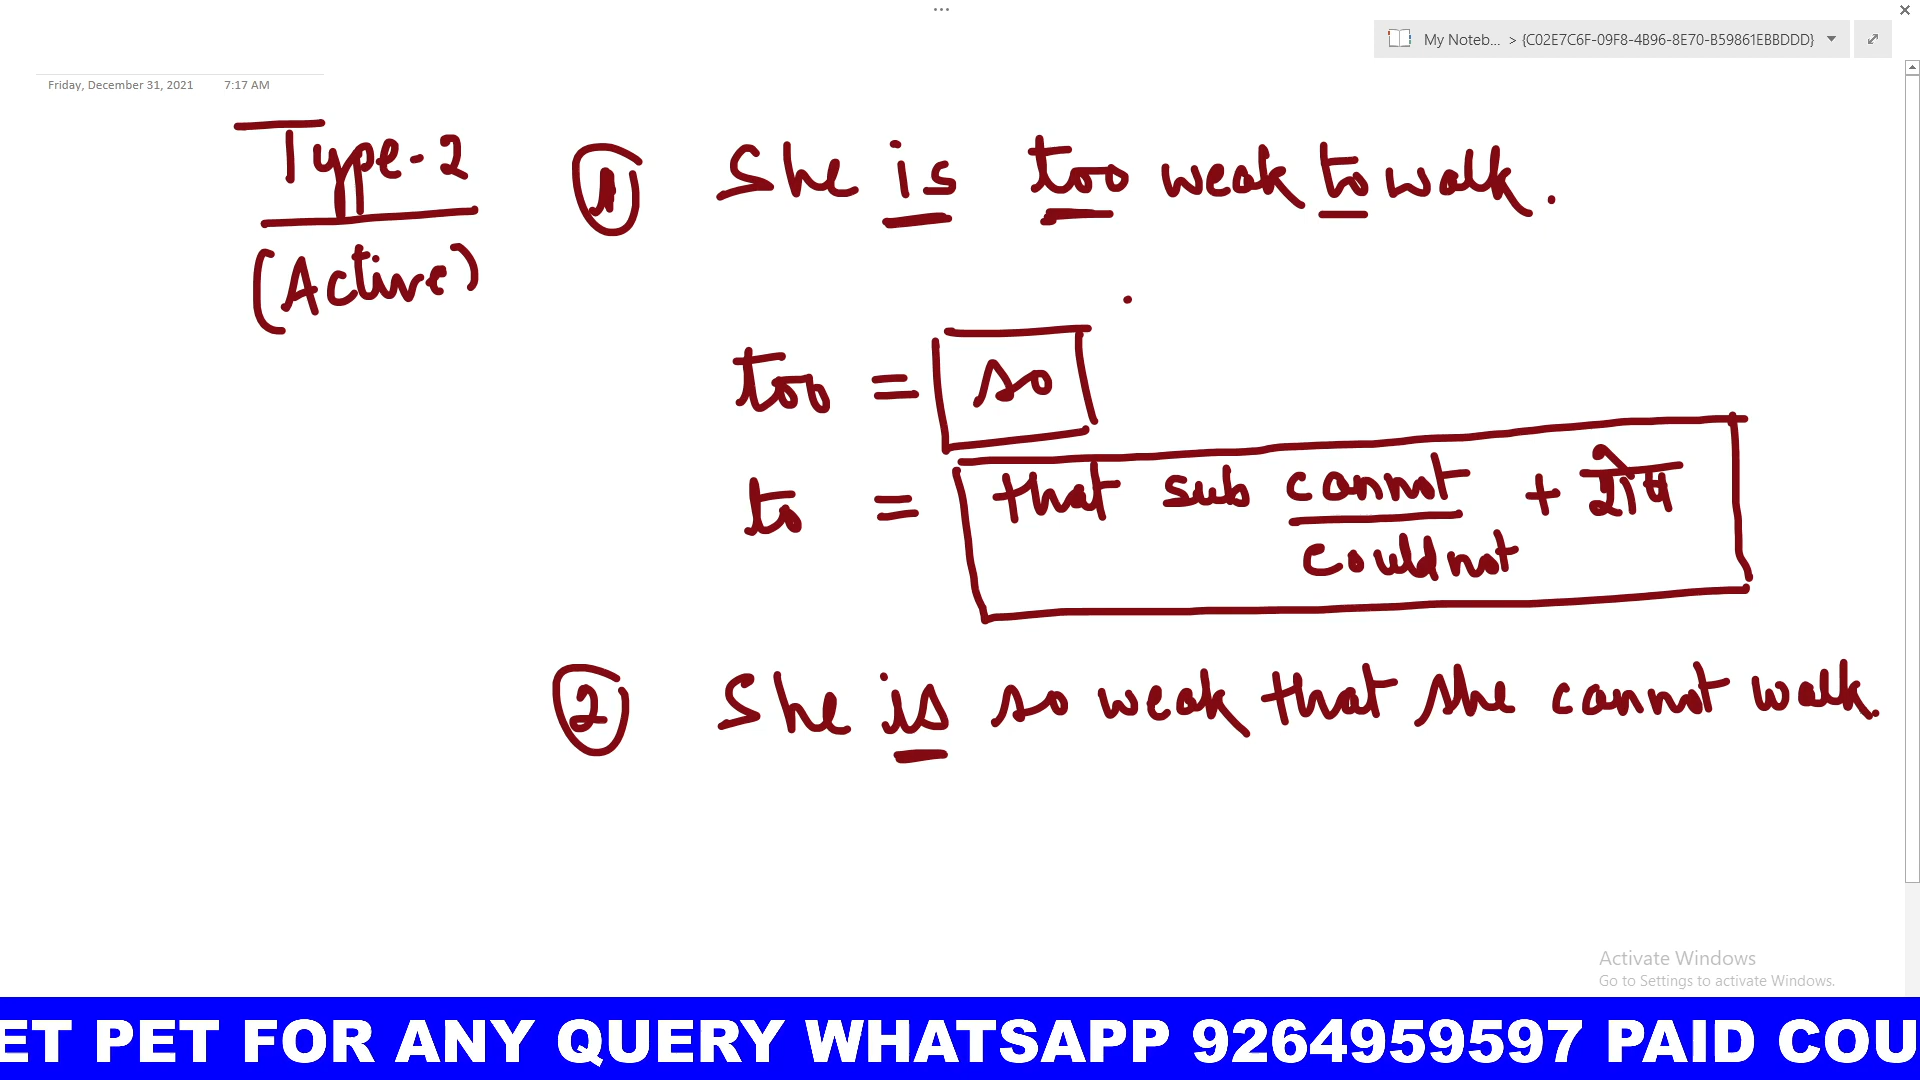 ...
My Noteb... > {C02E7C6F-09F8-4B96-8E70-B59861EBBDDD}
Friday, December 31, 2021 7:17 AM
Type-2
(Active)
1 She is too weak to walk.
too = so
to = that sub cannot + शेष
could not
2 She is so weak that she cannot walk.
Activate Windows
Go to Settings to activate Windows.
ET PET FOR ANY QUERY WHATSAPP 9264959597 PAID COU